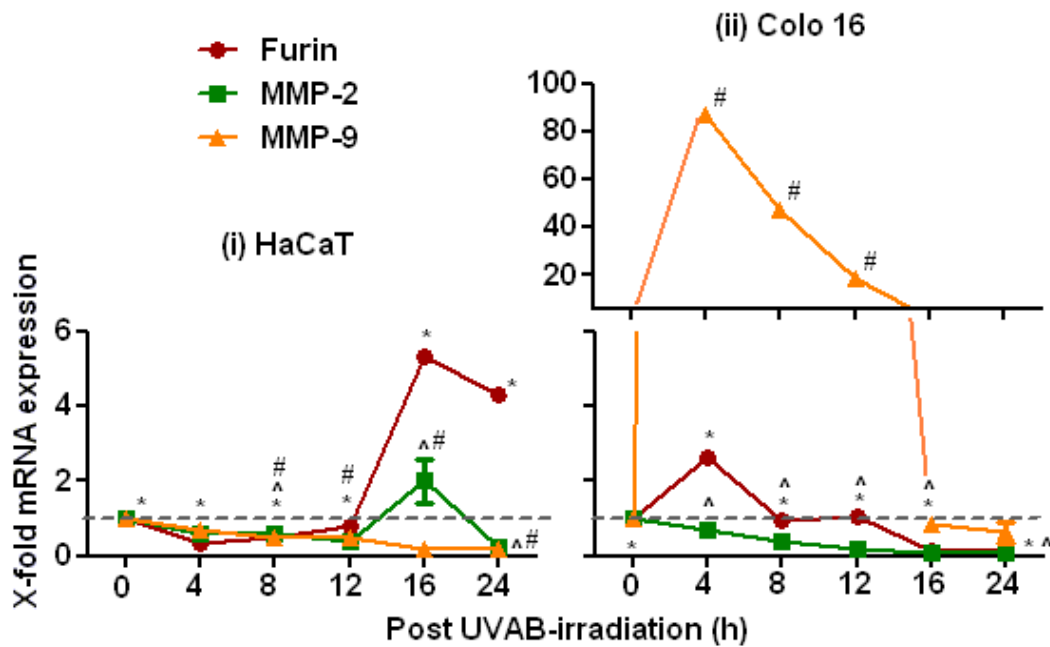 (ii) Colo 16
Furin
MMP-2
MMP-9
100
80
60
40
20
# # #
(i) HaCaT
X-fold mRNA expression
6
4
2
0
* * # ^ * # * * ^ # * ^ #
* * ^ ^ * ^ * ^ * * ^
0 4 8 12 16 24
0 4 8 12 16 24
Post UVAB-irradiation (h)